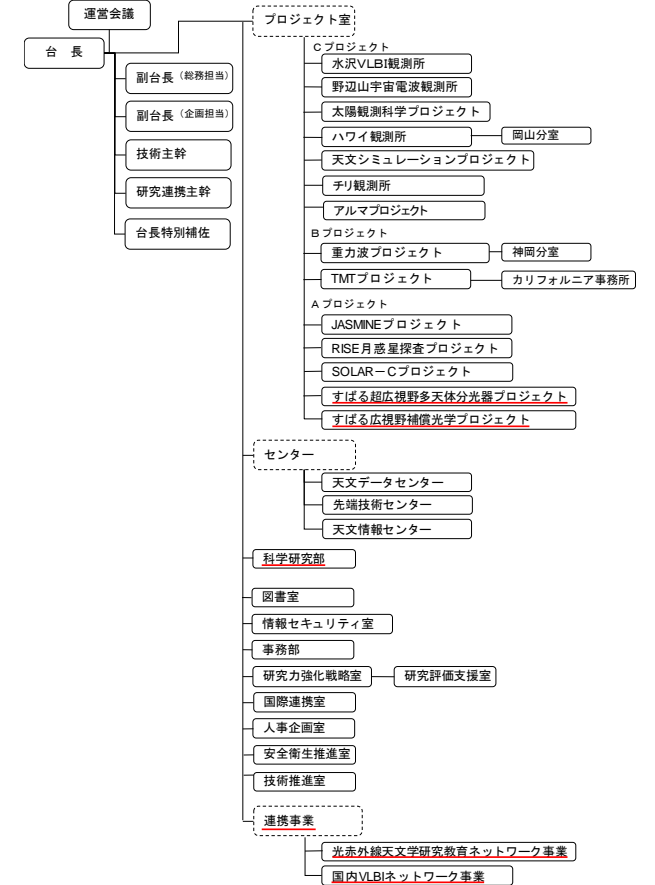 運営会議
台　長
副台長（総務担当）
副台長（企画担当）
技術主幹
研究連携主幹
台長特別補佐
プロジェクト室
Cプロジェクト
水沢VLBI観測所
野辺山宇宙電波観測所
太陽観測科学プロジェクト
ハワイ観測所
岡山分室
天文シミュレーションプロジェクト
チリ観測所
アルマプロジェクト
Bプロジェクト
重力波プロジェクト
神岡分室
TMTプロジェクト
カリフォルニア事務所
Aプロジェクト
JASMINEプロジェクト
RISE月惑星探査プロジェクト
SOLAR－Cプロジェクト
すばる超広視野多天体分光器プロジェクト
すばる広視野補償光学プロジェクト
センター
天文データセンター
先端技術センター
天文情報センター
科学研究部
図書室
情報セキュリティ室
事務部
研究力強化戦略室
研究評価支援室
国際連携室
人事企画室
安全衛生推進室
技術推進室
連携事業
光赤外線天文学研究教育ネットワーク事業
国内VLBIネットワーク事業